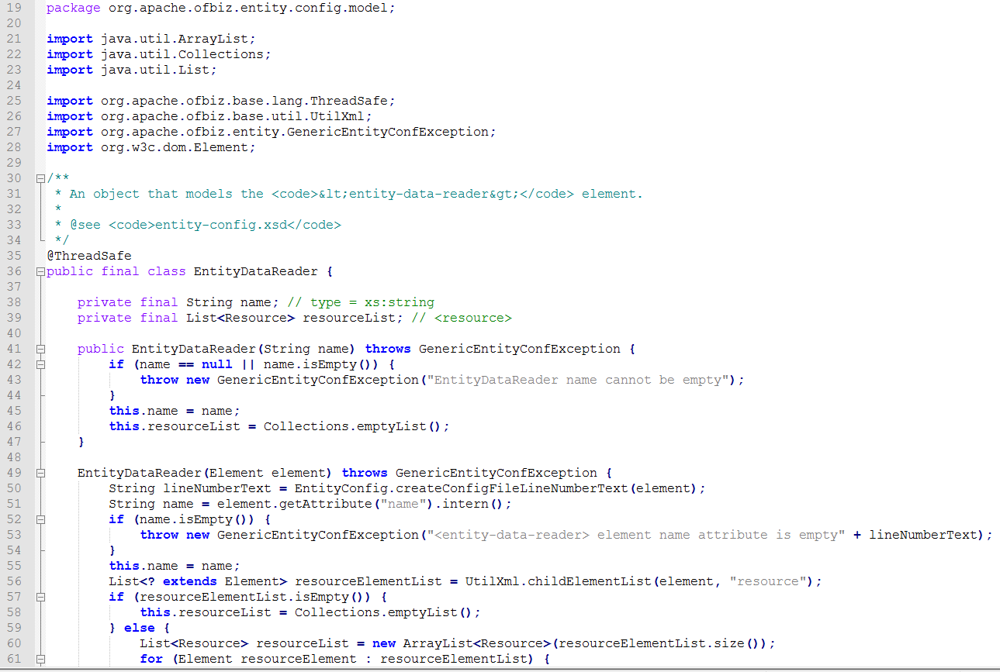 19 package org.apache.ofbiz.entity.config.model;
20
21 import java.util.ArrayList;
22 import java.util.Collections;
23 import java.util.List;
24
25 import org.apache.ofbiz.base.lang.ThreadSafe;
26 import org.apache.ofbiz.base.util.UtilXml;
27 import org.apache.ofbiz.entity.GenericEntityConfException;
28 import org.w3c.dom.Element;
29
30 /**
31  * An object that models the <code>&lt;entity-data-reader&gt;</code> element.
32  *
33  * @see <code>entity-config.xsd</code>
34  */
35 @ThreadSafe
36 public final class EntityDataReader {
37
38     private final String name; // type = xs:string
39     private final List<Resource> resourceList; // <resource>
40
41     public EntityDataReader(String name) throws GenericEntityConfException {
42         if (name == null || name.isEmpty()) {
43             throw new GenericEntityConfException("EntityDataReader name cannot be empty");
44         }
45         this.name = name;
46         this.resourceList = Collections.emptyList();
47     }
48
49     EntityDataReader(Element element) throws GenericEntityConfException {
50         String lineNumberText = EntityConfig.createConfigFileLineNumberText(element);
51         String name = element.getAttribute("name").intern();
52         if (name.isEmpty()) {
53             throw new GenericEntityConfException("<entity-data-reader> element name attribute is empty" + lineNumberText);
54         }
55         this.name = name;
56         List<? extends Element> resourceElementList = UtilXml.childElementList(element, "resource");
57         if (resourceElementList.isEmpty()) {
58             this.resourceList = Collections.emptyList();
59         } else {
60             List<Resource> resourceList = new ArrayList<Resource>(resourceElementList.size());
61             for (Element resourceElement : resourceElementList) {